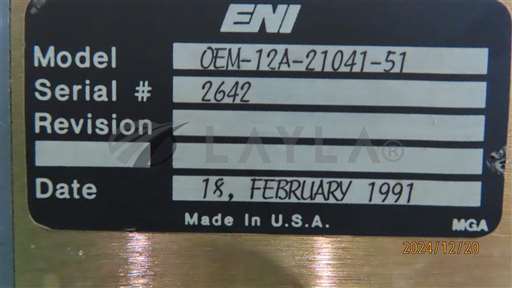 ENI
Model OEM-12A-21041-51
Serial # 2642
Revision
LAYLA®
Date 18, FEBRUARY 1991
Made In U.S.A.
MGA
2024/12/20